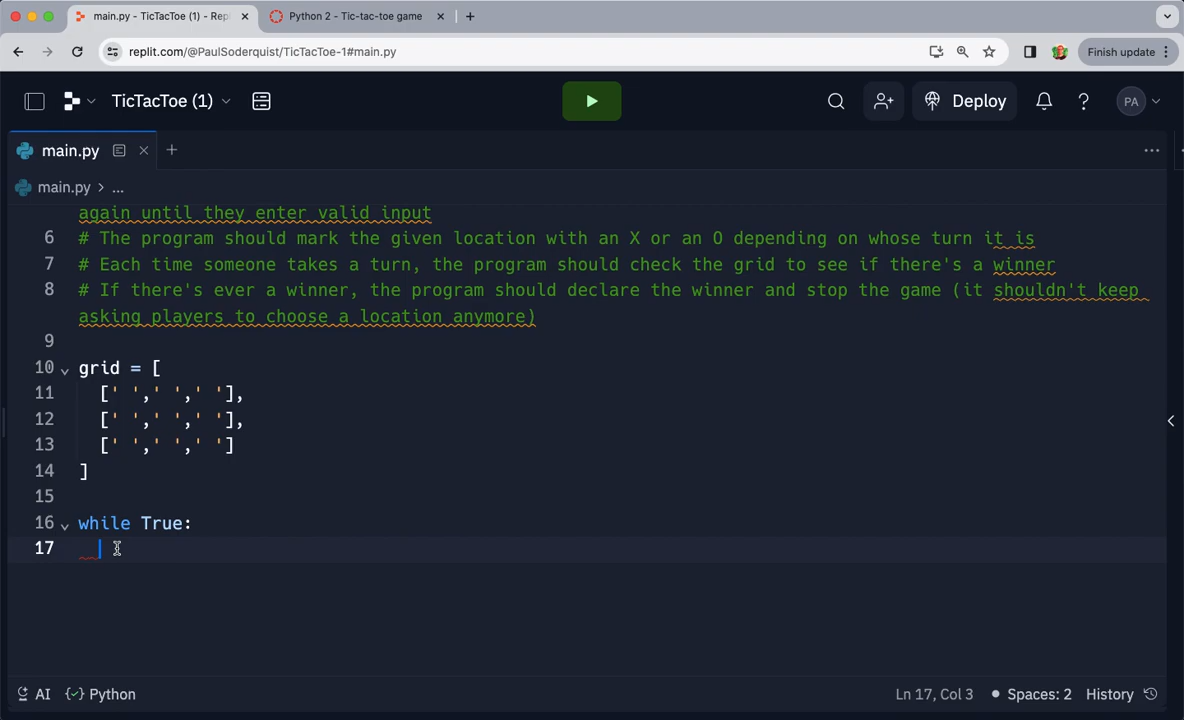 main.py - TicTacToe (1) - Repl
Python 2 - Tic-tac-toe game
replit.com/@PaulSoderquist/TicTacToe-1#main.py
Finish update
TicTacToe (1)
Deploy
PA
main.py
main.py > ...
again until they enter valid input
6 # The program should mark the given location with an X or an O depending on whose turn it is
7 # Each time someone takes a turn, the program should check the grid to see if there's a winner
8 # If there's ever a winner, the program should declare the winner and stop the game (it shouldn't keep
asking players to choose a location anymore)
9
10 grid = [
11 [' ',' ',' '],
12 [' ',' ',' '],
13 [' ',' ',' ']
14 ]
15
16 while True:
17
AI
Python
Ln 17, Col 3
Spaces: 2
History